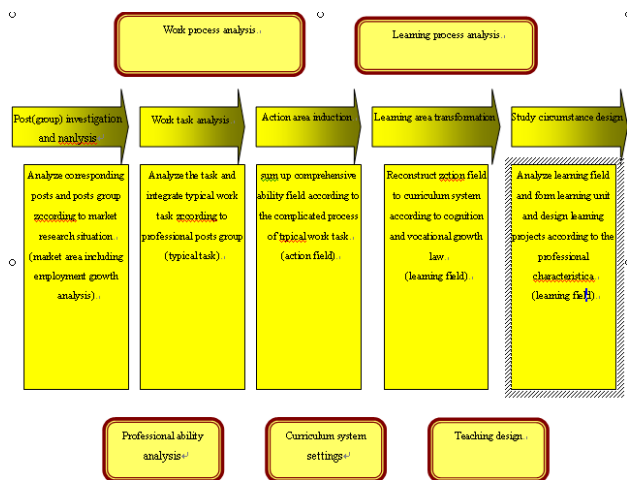 Work process analysis.
Learning process analysis.
Post(group) investigation
and nanlysis
Work task analysis
Action area induction
Learning area transformation
Study circumstance design
Analyze corresponding
posts and posts group
zccording to market
research situation.
(market area including
employment growth
analysis).
Analyze the task and
integrate typical work
task zccording to
professional posts group
(typical task).
sum up comprehensive
ability field according to
the complicated process
of trpical work task.
(action field).
Reconstruct zction field
to curriculum system
according to cognition
and vocational growth
law.
(learning field).
Analyze learning field
and form learning unit
and design learning
projects according to the
professional
characteristica.
(learning field).
Professional ability
analysis
Curriculum system
settings
Teaching design.